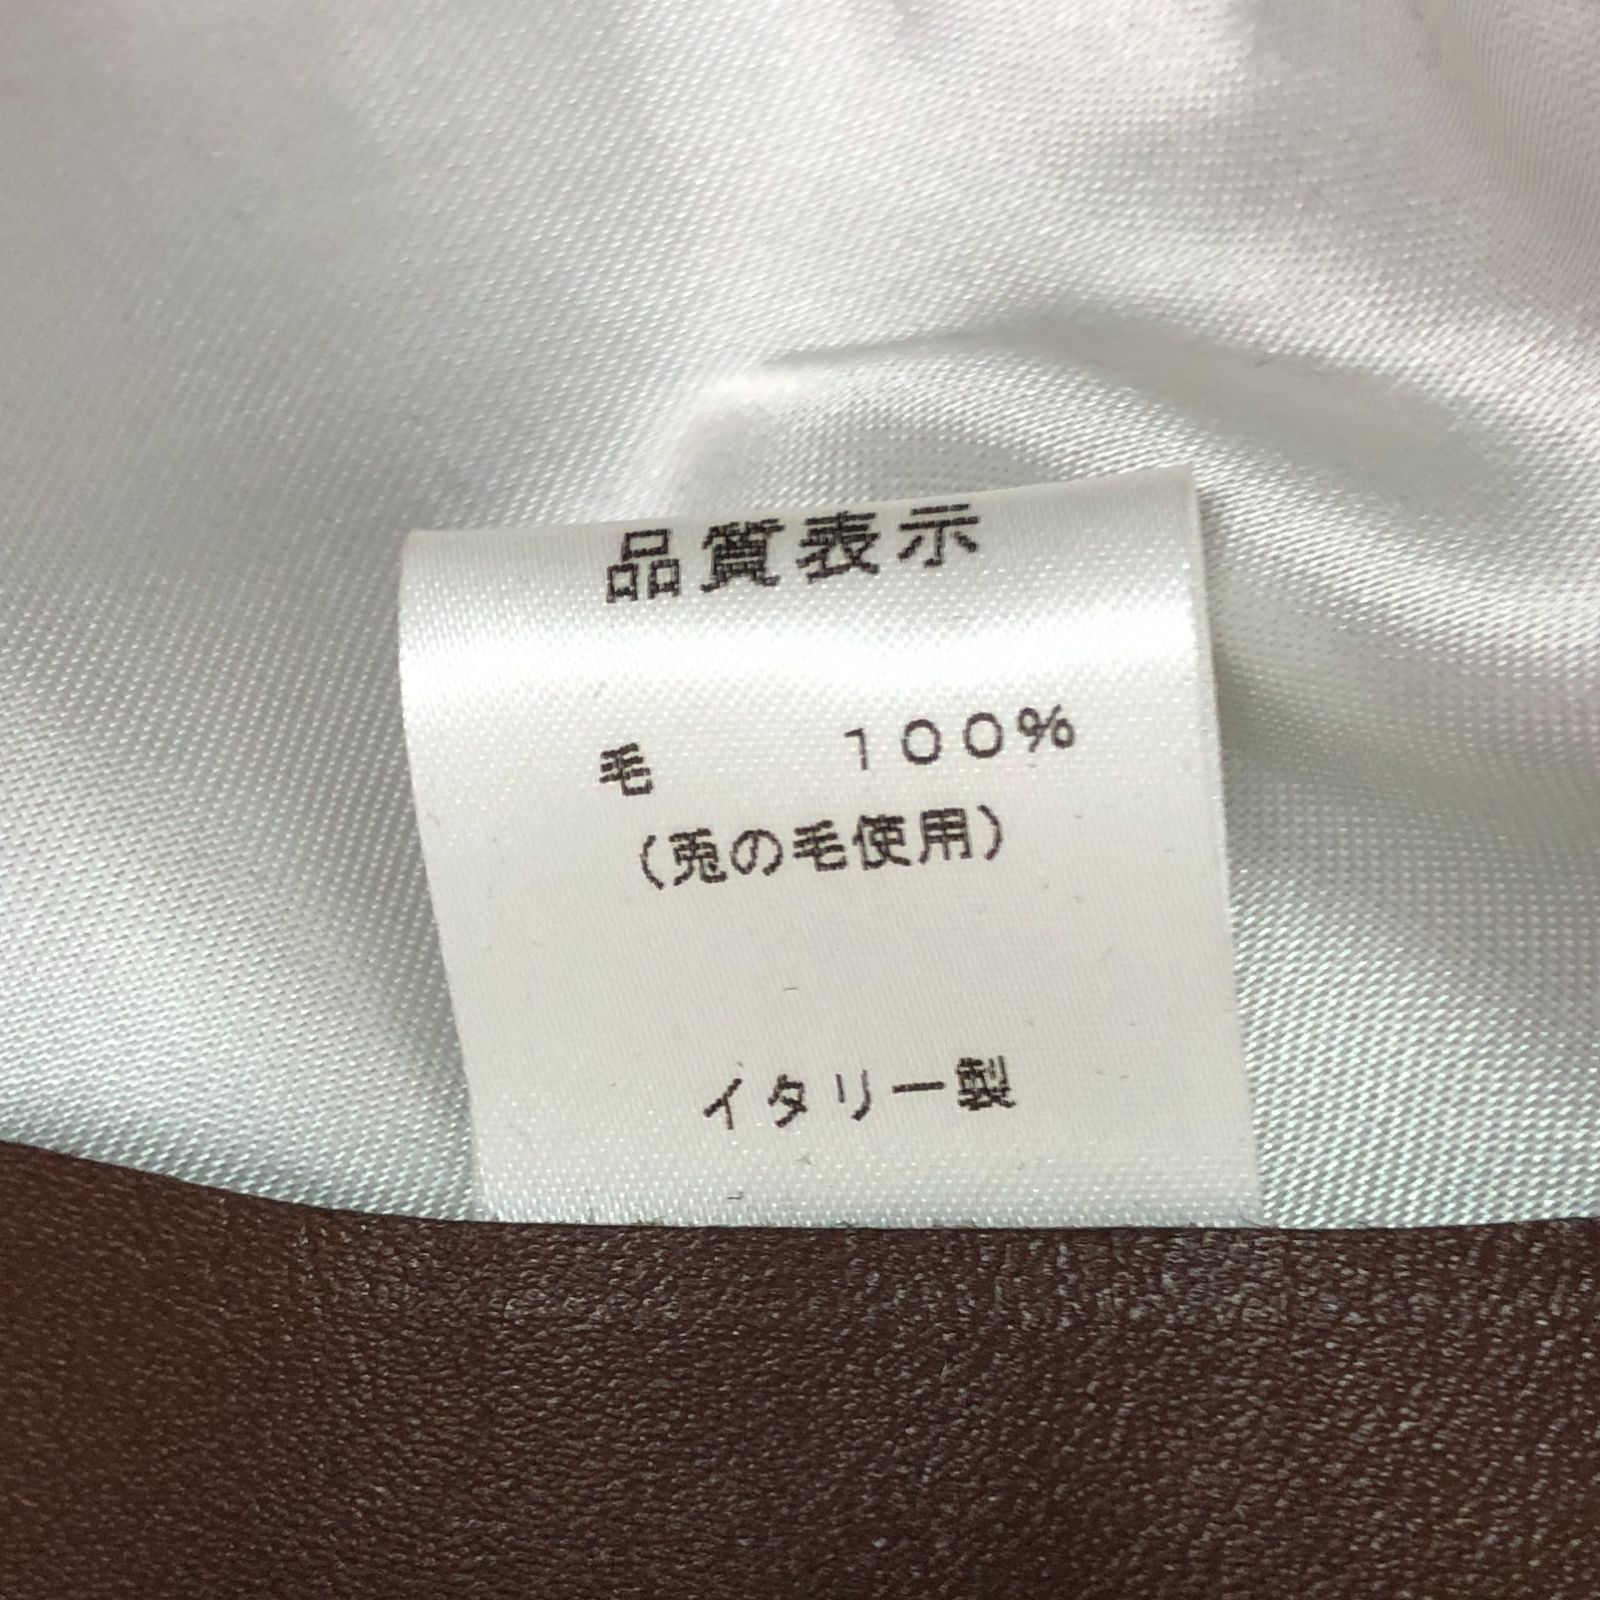 品質表示
毛 100%
(兎の毛使用)
イタリー製